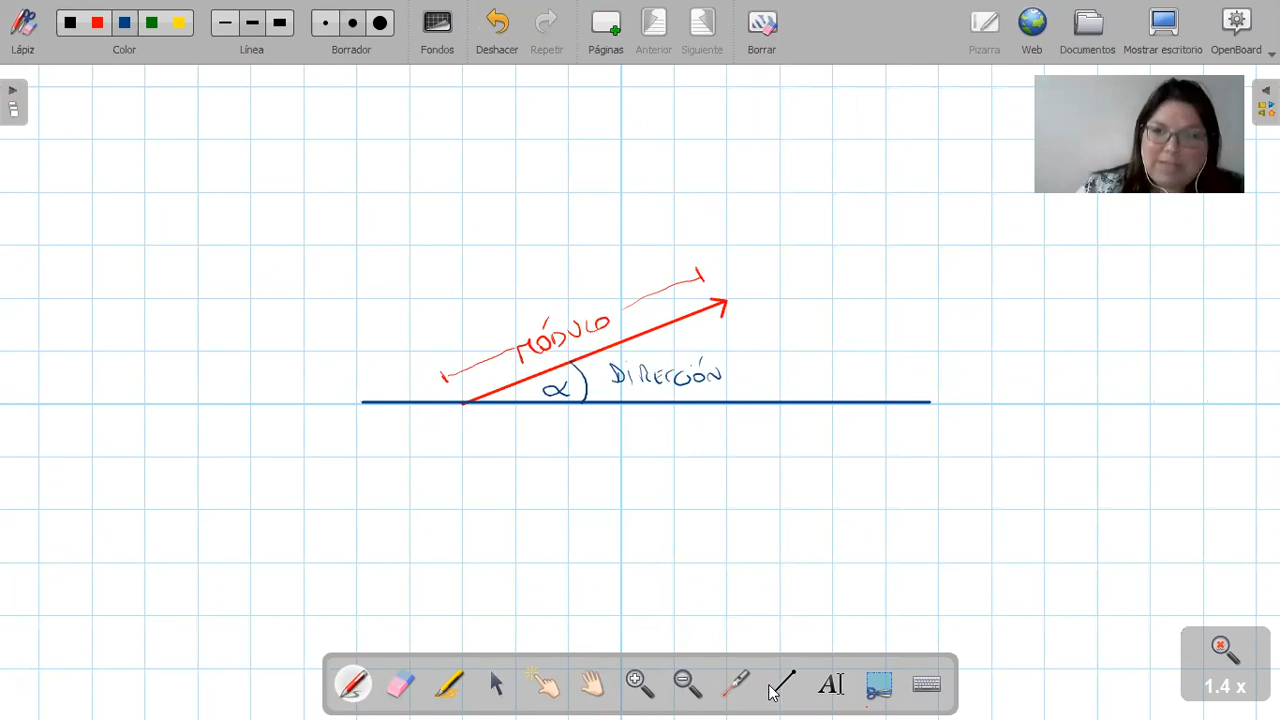 Lápiz
Color
Línea
Borrador
Fondos
Deshacer
Repetir
Páginas
Anterior
Siguiente
Borrar
Pizarra
Web
Documentos
Mostrar escritorio
OpenBoard
MÓDULO
α
DIRECCIÓN
AI
1.4 x